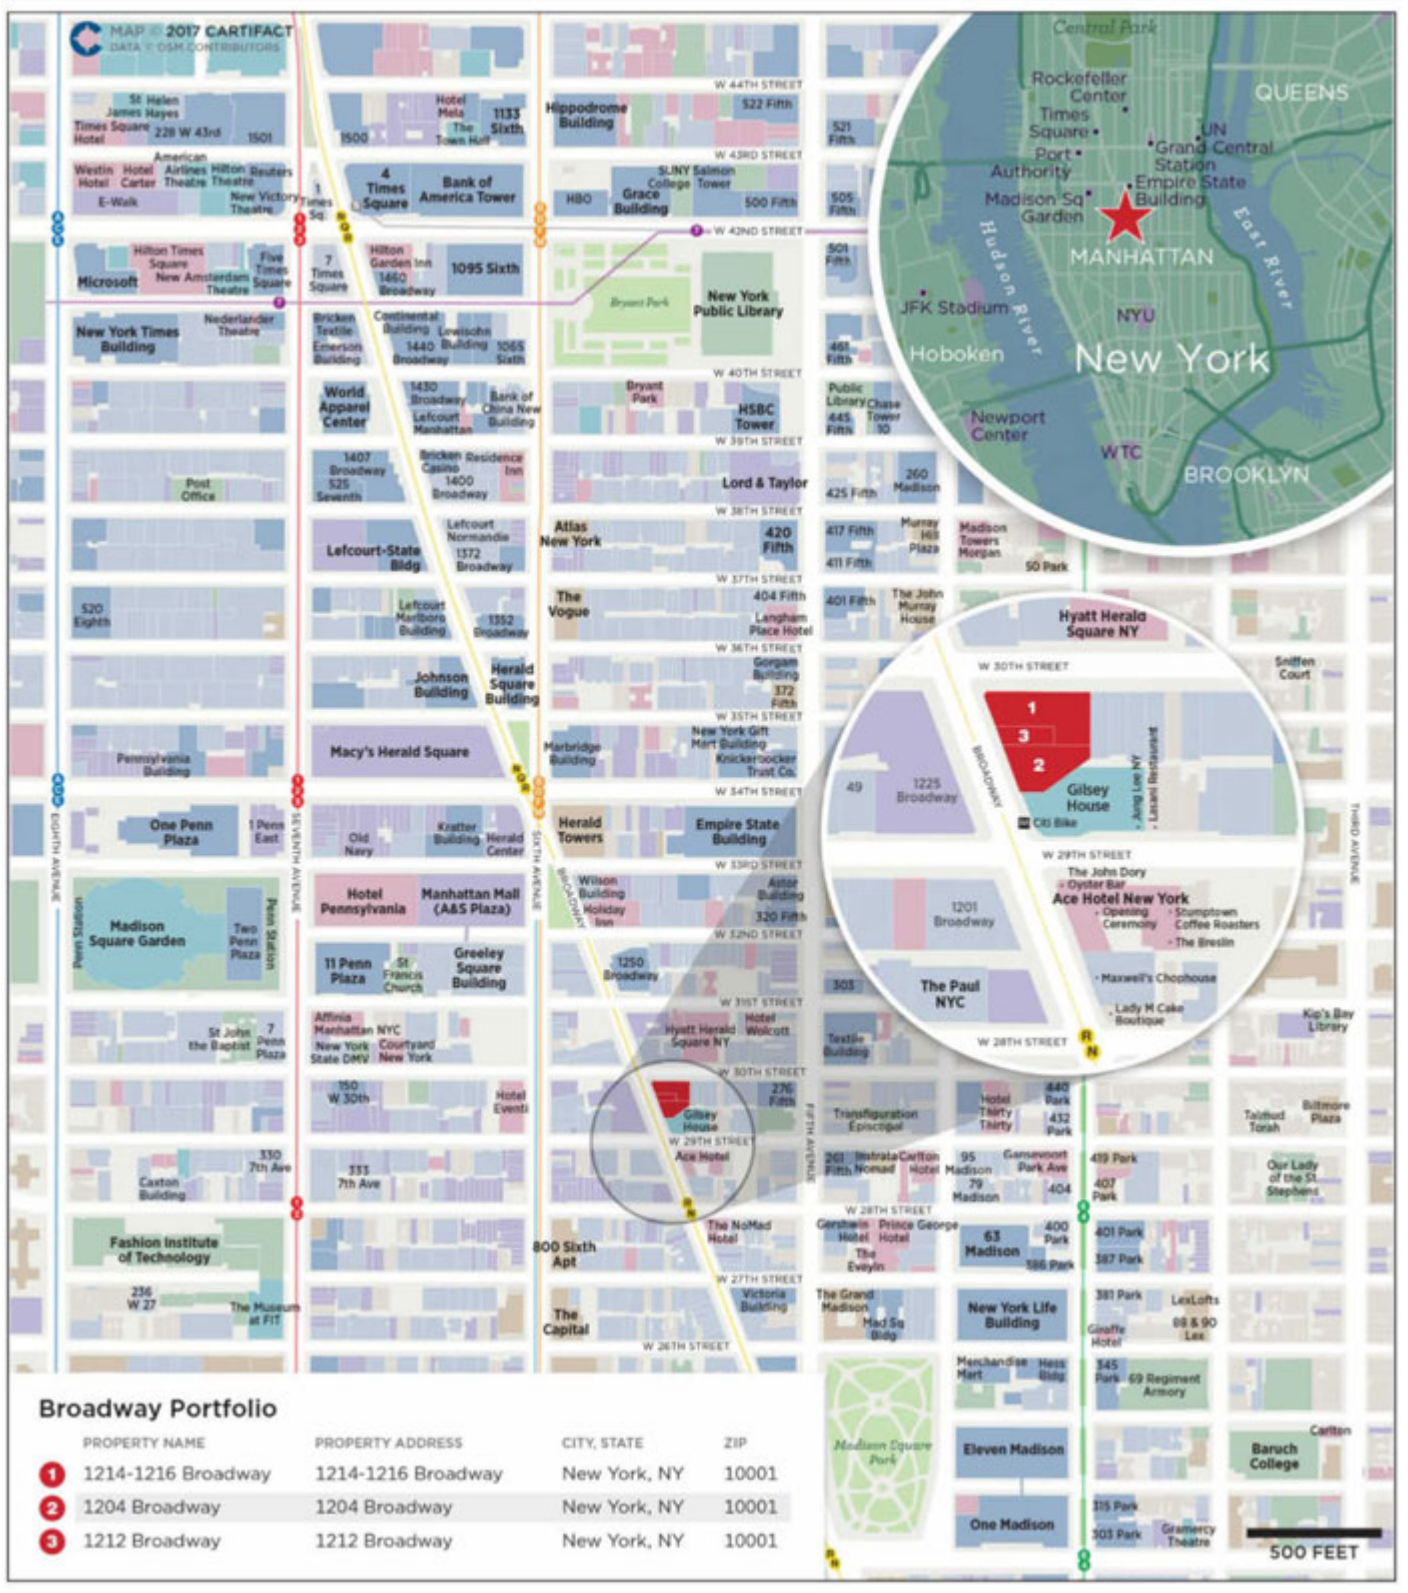 MAP © 2017 CARTIFACT
DATA © OSM CONTRIBUTORS
W 44TH STREET
St James
Helen Hayes
Times Square Hotel
228 W 43rd
1501
1500
Hotel Mela
The Town Hall
1133 Sixth
Hippodrome Building
522 Fifth
521 Fifth
W 43RD STREET
Westin Hotel
Hotel Carter
American Airlines Theatre
Hilton Theatre
Reuters
E-Walk
New Victory Theatre
1 Times Sq
4 Times Square
Bank of America Tower
HBO
Grace Building
SUNY College
Salmon Tower
500 Fifth
505 Fifth
W 42ND STREET
Microsoft
Hilton Times Square
New Amsterdam Theatre
Five Times Square
7 Times Square
Hilton Garden Inn
1460 Broadway
1095 Sixth
Bryant Park
New York Public Library
501 Fifth
New York Times Building
Nederlander Theatre
Bricken Textile
Emerson Building
Continental Building
1440 Broadway
Lewisohn Building
1065 Sixth
461 Fifth
W 40TH STREET
World Apparel Center
1430 Broadway
Lefcourt Manhattan
Bank of China New Building
Bryant Park
HSBC Tower
Public Library
445 Fifth
Chase Tower
10
W 39TH STREET
Post Office
1407 Broadway
525 Seventh
Bricken Casino
1400 Broadway
Residence Inn
Lord & Taylor
425 Fifth
260 Madison
W 38TH STREET
Lefcourt-State Bldg
Lefcourt Normandie
1372 Broadway
Atlas New York
420 Fifth
417 Fifth
411 Fifth
Murray Hill Plaza
Madison Towers
Morgan
50 Park
W 37TH STREET
520 Eighth
Lefcourt Marlboro Building
1352 Broadway
The Vogue
404 Fifth
Langham Place Hotel
401 Fifth
The John Murray House
W 36TH STREET
Johnson Building
Herald Square Building
Gorgam Building
372 Fifth
Sniffen Court
W 35TH STREET
Pennsylvania Building
Macy's Herald Square
Marbridge Building
New York Gift Mart Building
Knickerbocker Trust Co.
W 34TH STREET
EIGHTH AVENUE
SEVENTH AVENUE
SIXTH AVENUE
BROADWAY
FIFTH AVENUE
THIRD AVENUE
One Penn Plaza
1 Penn East
Old Navy
Kratter Building
Herald Center
Herald Towers
Empire State Building
W 33RD STREET
Penn Station
Madison Square Garden
Two Penn Plaza
Penn Station
Hotel Pennsylvania
Manhattan Mall (A&S Plaza)
Wilson Building
Holiday Inn
Astor Building
320 Fifth
W 32ND STREET
11 Penn Plaza
St Francis Church
Greeley Square Building
1250 Broadway
303
W 31ST STREET
St John the Baptist
7 Penn Plaza
Affinia Manhattan NYC
New York State DMV
Courtyard New York
Hyatt Herald Square NY
Hotel Wolcott
Textile Building
Kip's Bay Library
W 30TH STREET
150 W 30th
Hotel Eventi
Gilsey House
276 Fifth
Transfiguration Episcopal
Hotel Thirty Thirty
440 Park
432 Park
Talmud Torah
Biltmore Plaza
W 29TH STREET
Caxton Building
330 7th Ave
333 7th Ave
Ace Hotel
261 Fifth
Instrata Nomad
Carlton Hotel
95 Madison
79 Madison
Gansevoort Park Ave
404
419 Park
407 Park
Our Lady of the St Stephens
W 28TH STREET
Fashion Institute of Technology
800 Sixth Apt
The NoMad Hotel
Gershwin Hotel
Prince George Hotel
The Evelyn
63 Madison
400 Park
386 Park
401 Park
387 Park
W 27TH STREET
236 W 27
The Museum at FIT
The Capital
Victoria Building
The Grand Madison
Mad Sq Bldg
New York Life Building
381 Park
Giraffe Hotel
LexLofts
88 & 90 Lex
W 26TH STREET
Merchandise Mart
Hess Bldg
345 Park
69 Regiment Armory
Madison Square Park
Eleven Madison
Carlton
Baruch College
One Madison
315 Park
303 Park
Gramercy Theatre
500 FEET
Central Park
Rockefeller Center
QUEENS
Times Square
UN
Port Authority
Grand Central Station
Empire State Building
Madison Sq Garden
Hudson River
East River
MANHATTAN
JFK Stadium
NYU
Hoboken
New York
Newport Center
WTC
BROOKLYN
Hyatt Herald Square NY
W 30TH STREET
1
3
2
BROADWAY
49
1225 Broadway
Gilsey House
Jung Lee NY
Lasani Restaurant
Citi Bike
W 29TH STREET
The John Dory Oyster Bar
Ace Hotel New York
Opening Ceremony
Stumptown Coffee Roasters
The Breslin
1201 Broadway
The Paul NYC
Maxwell's Chophouse
Lady M Cake Boutique
W 28TH STREET
R
N
Broadway Portfolio
PROPERTY NAME PROPERTY ADDRESS CITY, STATE ZIP
1 1214-1216 Broadway 1214-1216 Broadway New York, NY 10001
2 1204 Broadway 1204 Broadway New York, NY 10001
3 1212 Broadway 1212 Broadway New York, NY 10001